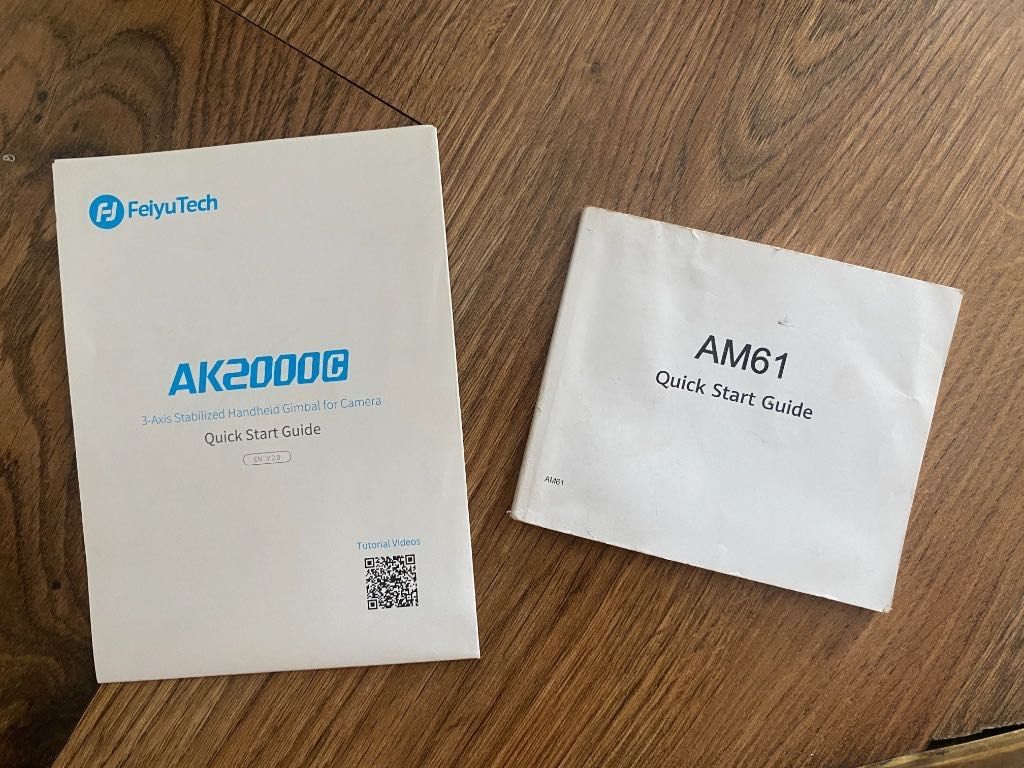 FeiyuTech
AK2000C
3-Axis Stabilized Handheld Gimbal for Camera
Quick Start Guide
EN V2.0
Tutorial Videos
AM61
Quick Start Guide
AM61